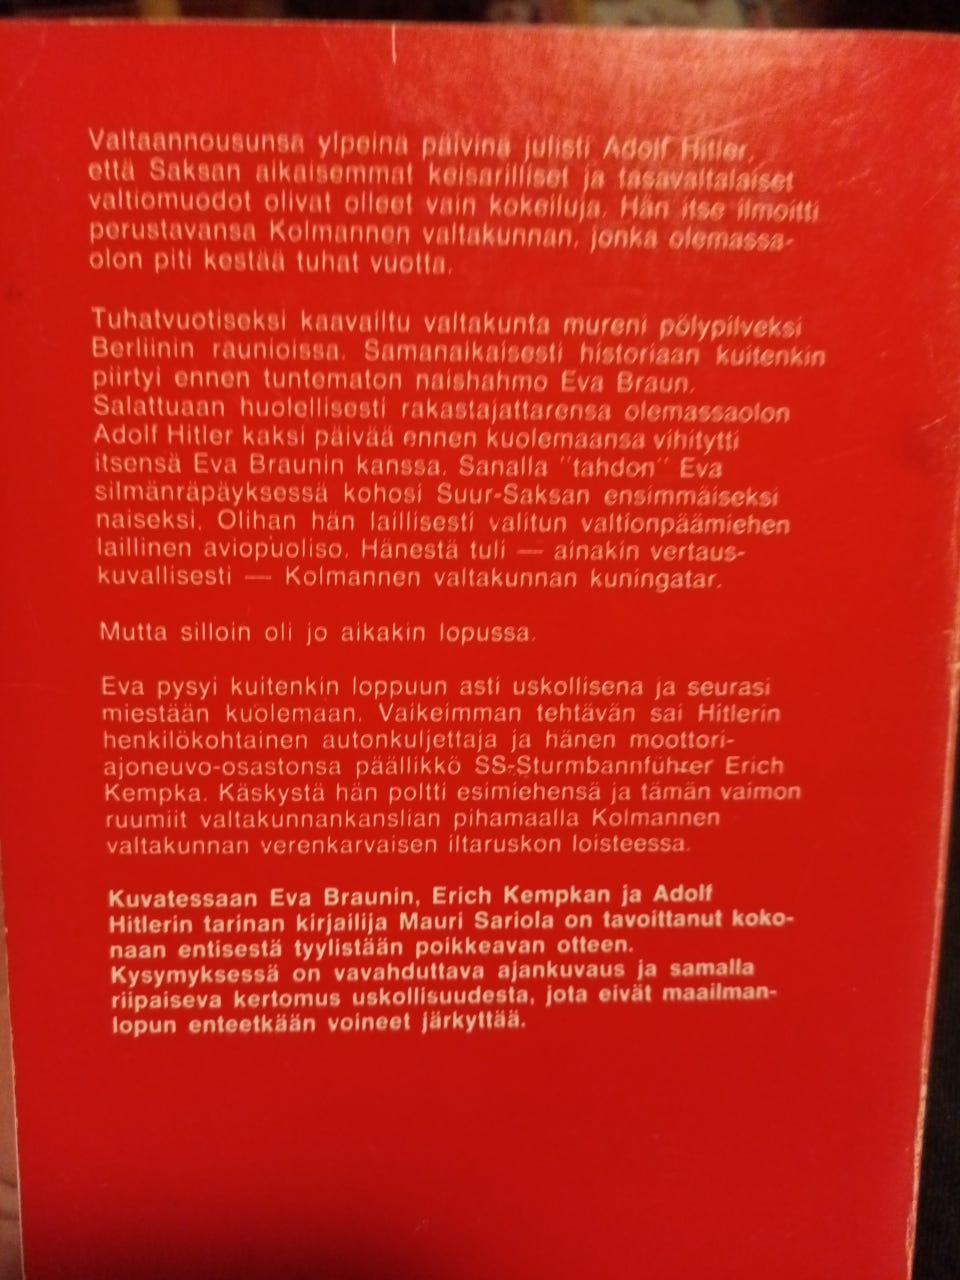 Valtaannousunsa ylpeinä päivinä julisti Adolf Hitler,
että Saksan aikaisemmat keisarilliset ja tasavaltalaiset
valtiomuodot olivat olleet vain kokeiluja. Hän itse ilmoitti
perustavansa Kolmannen valtakunnan, jonka olemassa-
olon piti kestää tuhat vuotta.
Tuhatvuotiseksi kaavailtu valtakunta mureni pölypilveksi
Berliinin raunioissa. Samanaikaisesti historiaan kuitenkin
piirtyi ennen tuntematon naishahmo Eva Braun.
Salattuaan huolellisesti rakastajattarensa olemassaolon
Adolf Hitler kaksi päivää ennen kuolemaansa vihitytti
itsensä Eva Braunin kanssa. Sanalla "tahdon" Eva
silmänräpäyksessä kohosi Suur-Saksan ensimmäiseksi
naiseksi. Olihan hän laillisesti valitun valtionpäämiehen
laillinen aviopuoliso. Hänestä tuli — ainakin vertaus-
kuvallisesti — Kolmannen valtakunnan kuningatar.
Mutta silloin oli jo aikakin lopussa.
Eva pysyi kuitenkin loppuun asti uskollisena ja seurasi
miestään kuolemaan. Vaikeimman tehtävän sai Hitlerin
henkilökohtainen autonkuljettaja ja hänen moottori-
ajoneuvo-osastonsa päällikkö SS-Sturmbannführer Erich
Kempka. Käskystä hän poltti esimiehensä ja tämän vaimon
ruumiit valtakunnankanslian pihamaalla Kolmannen
valtakunnan verenkarvaisen iltaruskon loisteessa.
Kuvatessaan Eva Braunin, Erich Kempkan ja Adolf
Hitlerin tarinan kirjailija Mauri Sariola on tavoittanut koko-
naan entisestä tyylistään poikkeavan otteen.
Kysymyksessä on vavahduttava ajankuvaus ja samalla
riipaiseva kertomus uskollisuudesta, jota eivät maailman-
lopun enteetkään voineet järkyttää.